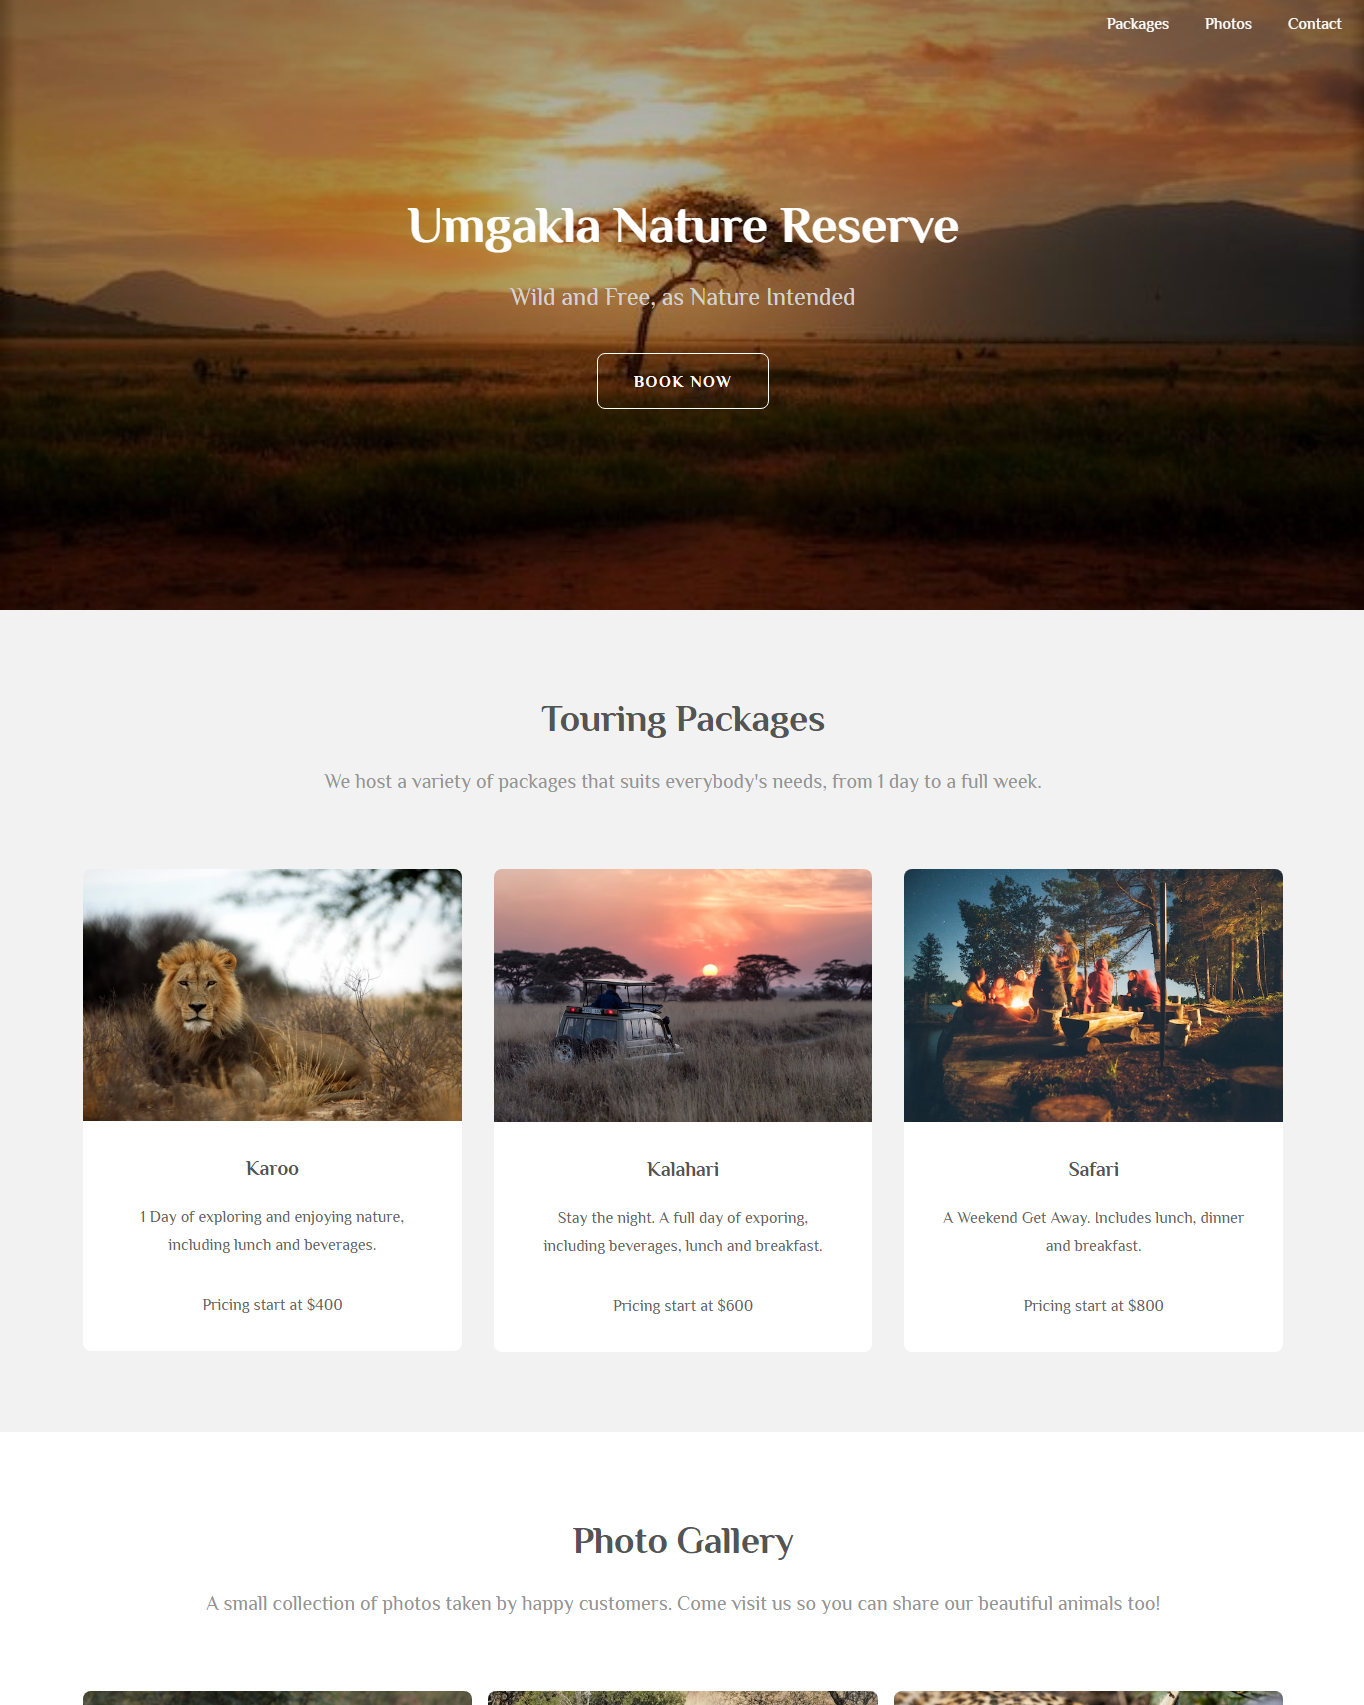 Packages Photos Contact
Umgakla Nature Reserve
Wild and Free, as Nature Intended
BOOK NOW
Touring Packages
We host a variety of packages that suits everybody's needs, from 1 day to a full week.
Karoo
1 Day of exploring and enjoying nature,
including lunch and beverages.
Pricing start at $400
Kalahari
Stay the night. A full day of exporing,
including beverages, lunch and breakfast.
Pricing start at $600
Safari
A Weekend Get Away. Includes lunch, dinner
and breakfast.
Pricing start at $800
Photo Gallery
A small collection of photos taken by happy customers. Come visit us so you can share our beautiful animals too!